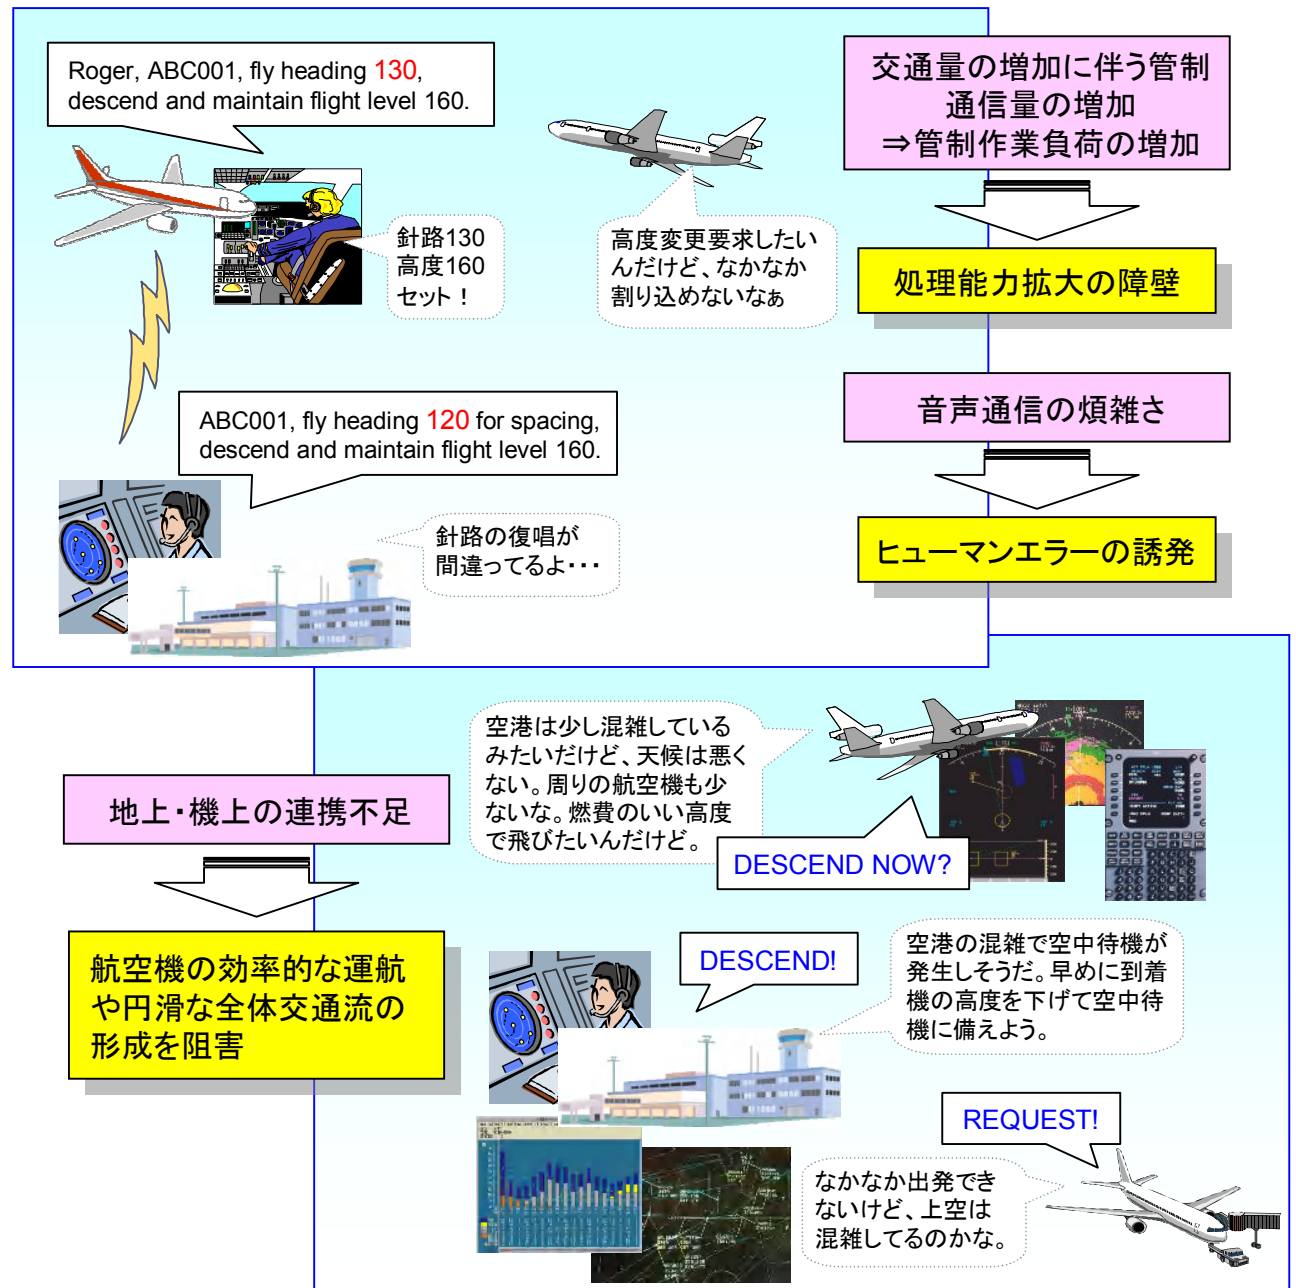 Roger, ABC001, fly heading 130,
descend and maintain flight level 160.
針路130
高度160
セット！
高度変更要求したい
んだけど、なかなか
割り込めないなぁ
交通量の増加に伴う管制
通信量の増加
⇒管制作業負荷の増加
処理能力拡大の障壁
音声通信の煩雑さ
ヒューマンエラーの誘発
ABC001, fly heading 120 for spacing,
descend and maintain flight level 160.
針路の復唱が
間違ってるよ・・・
地上・機上の連携不足
航空機の効率的な運航
や円滑な全体交通流の
形成を阻害
空港は少し混雑している
みたいだけど、天候は悪く
ない。周りの航空機も少
ないな。燃費のいい高度
で飛びたいんだけど。
DESCEND NOW?
DESCEND!
空港の混雑で空中待機が
発生しそうだ。早めに到着
機の高度を下げて空中待
機に備えよう。
REQUEST!
なかなか出発でき
ないけど、上空は
混雑してるのかな。